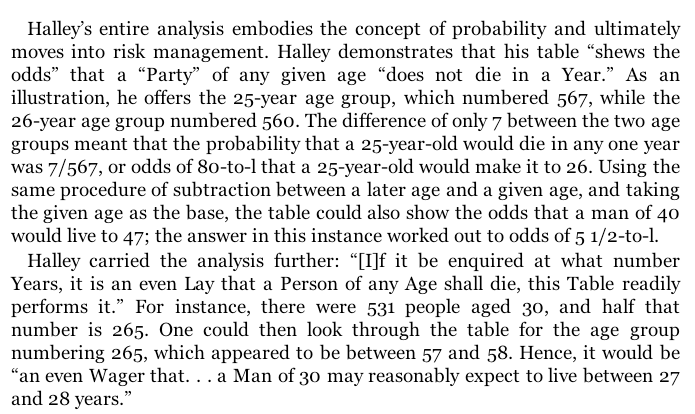 Halley’s entire analysis embodies the concept of probability and ultimately
moves into risk management. Halley demonstrates that his table “shews the
odds” that a “Party” of any given age “does not die in a Year.” As an
illustration, he offers the 25-year age group, which numbered 567, while the
26-year age group numbered 560. The difference of only 7 between the two age
groups meant that the probability that a 25-year-old would die in any one year
was 7/567, or odds of 80-to-l that a 25-year-old would make it to 26. Using the
same procedure of subtraction between a later age and a given age, and taking
the given age as the base, the table could also show the odds that a man of 40
would live to 47; the answer in this instance worked out to odds of 5 1/2-to-l.
Halley carried the analysis further: “[I]f it be enquired at what number
Years, it is an even Lay that a Person of any Age shall die, this Table readily
performs it.” For instance, there were 531 people aged 30, and half that
number is 265. One could then look through the table for the age group
numbering 265, which appeared to be between 57 and 58. Hence, it would be
“an even Wager that. . . a Man of 30 may reasonably expect to live between 27
and 28 years.”